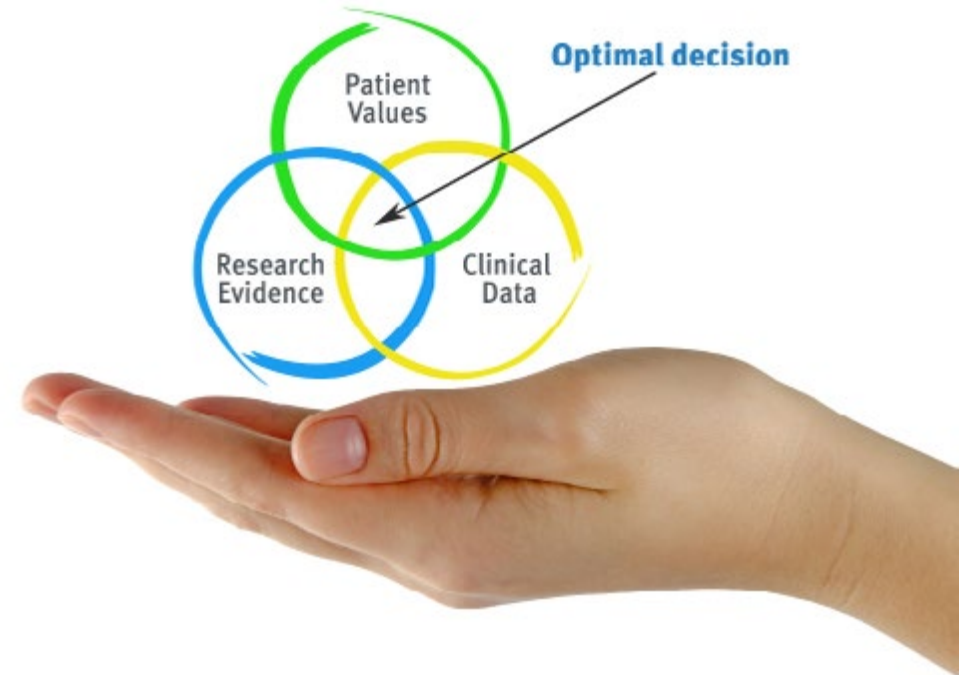 Optimal decision
Patient
Values
Research
Evidence
Clinical
Data